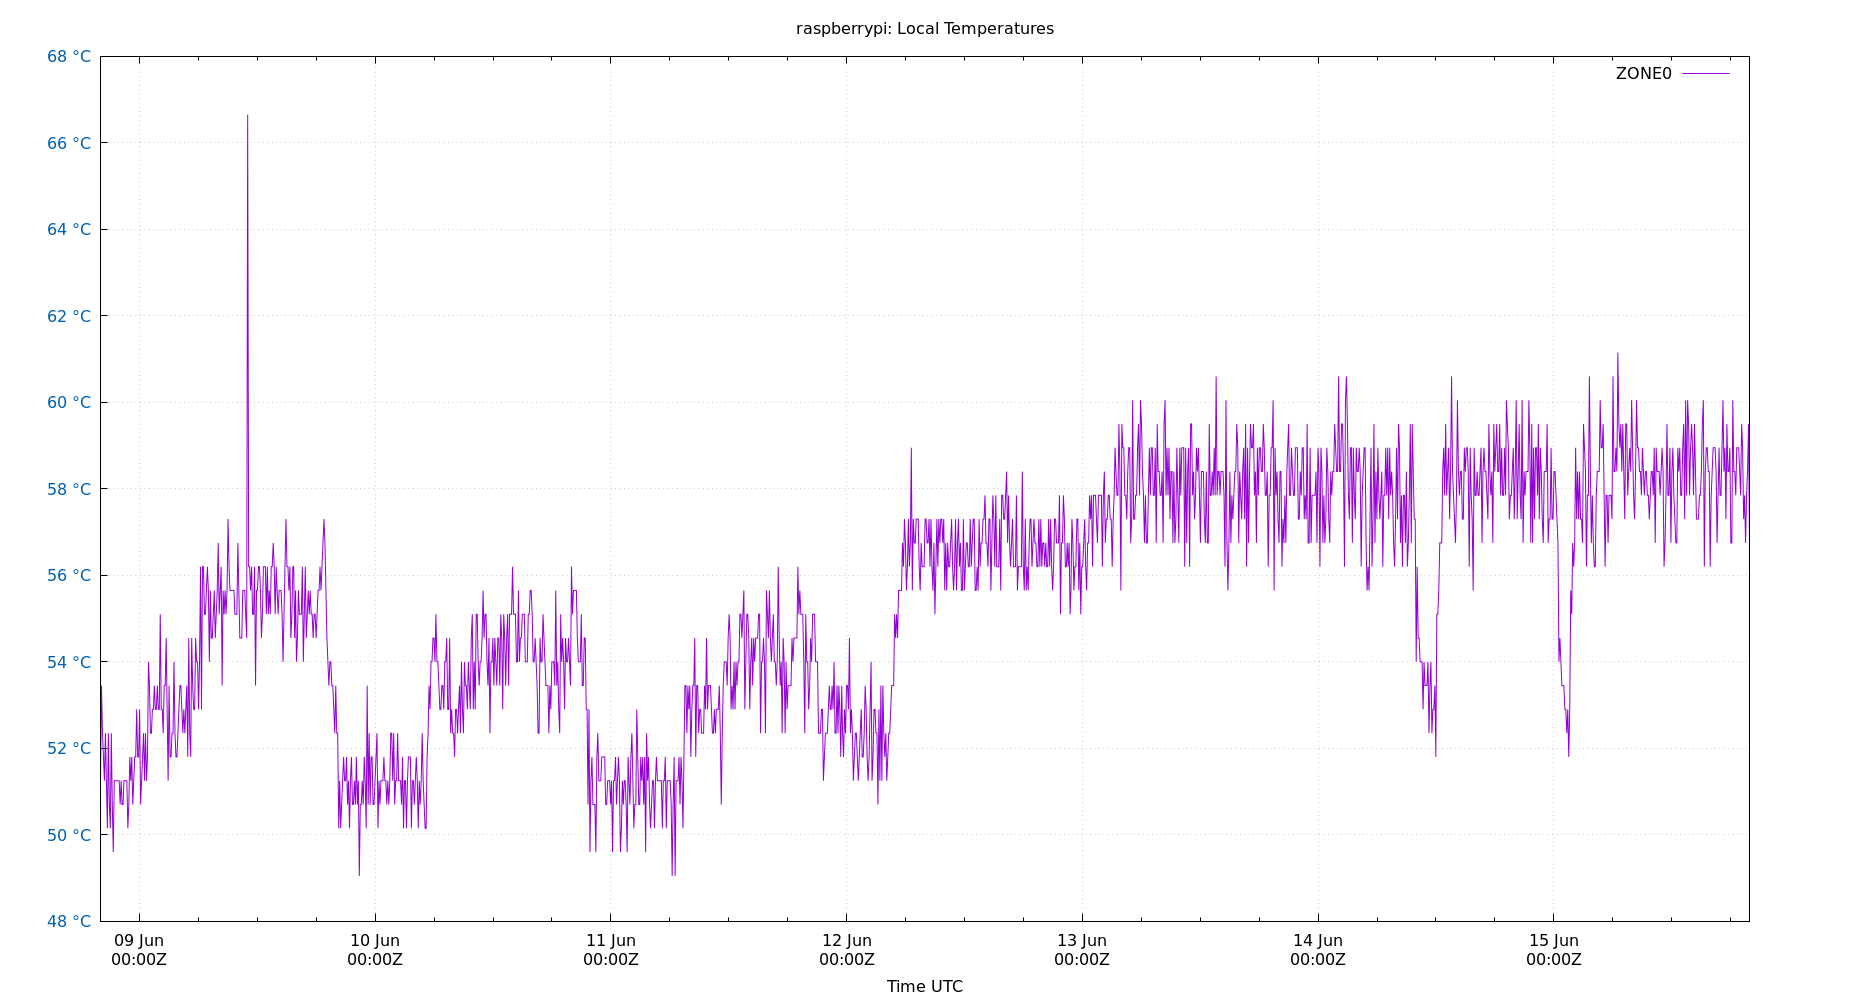 raspberrypi: Local Temperatures
68 °C
ZONE0
66 °C
64 °C
62 °C
60 °C
58 °C
56 °C
54 °C
52 °C
50 °C
48 °C
09 Jun 10 Jun 11 Jun 12 Jun 13 Jun 14 Jun 15 Jun
00:00Z 00:00Z 00:00Z 00:00Z 00:00Z 00:00Z 00:00Z
Time UTC